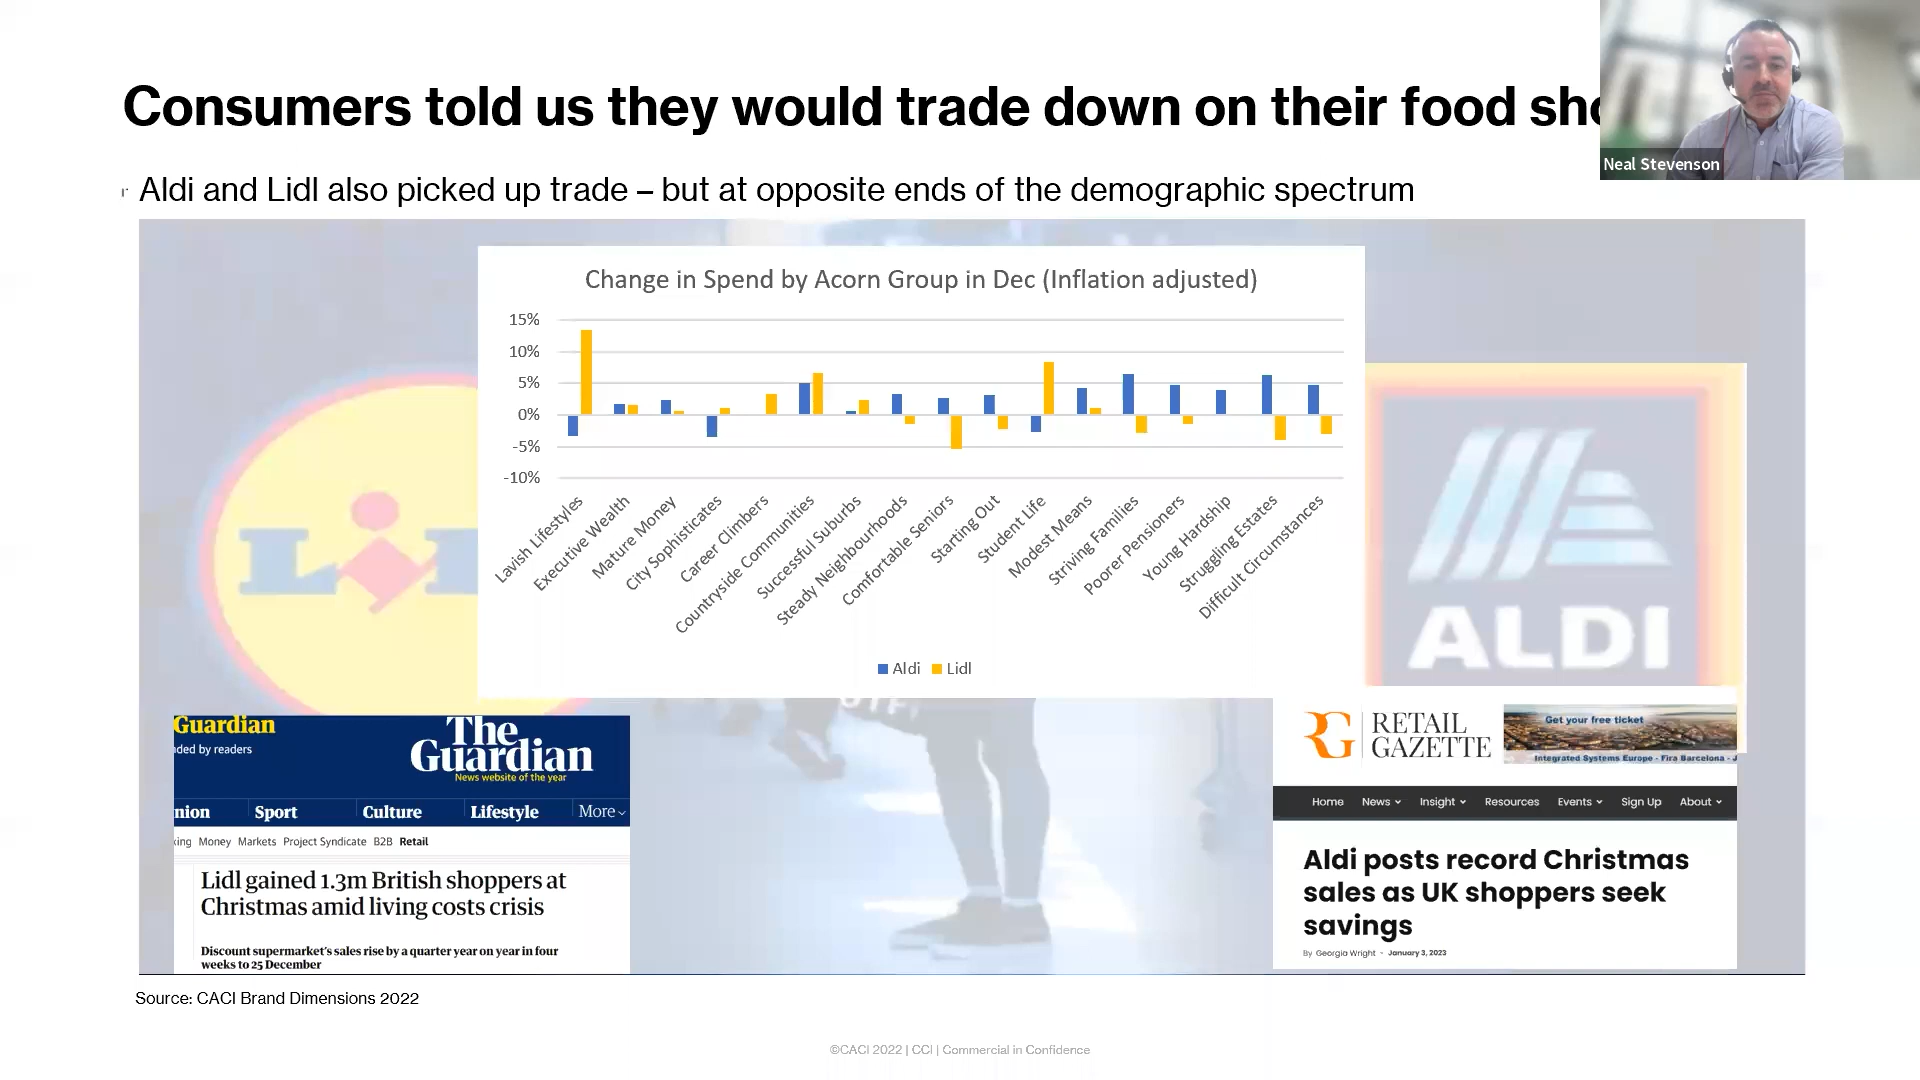 Consumers told us they would trade down on their food sho
Neal Stevenson
Aldi and Lidl also picked up trade – but at opposite ends of the demographic spectrum
Change in Spend by Acorn Group in Dec (Inflation adjusted)
15%
10%
5%
0%
-5%
-10%
Lavish Lifestyles
Executive Wealth
Mature Money
City Sophisticates
Career Climbers
Countryside Communities
Successful Suburbs
Steady Neighbourhoods
Comfortable Seniors
Starting Out
Student Life
Modest Means
Striving Families
Poorer Pensioners
Young Hardship
Struggling Estates
Difficult Circumstances
Aldi Lidl
ALDI
Guardian
ded by readers
The
Guardian
News website of the year
nion Sport Culture Lifestyle More
king Money Markets Project Syndicate B2B Retail
Lidl gained 1.3m British shoppers at
Christmas amid living costs crisis
Discount supermarket's sales rise by a quarter year on year in four
weeks to 25 December
RG RETAIL
GAZETTE
Get your free ticket
Integrated Systems Europe - Fira Barcelona - J
Home News Insight Resources Events Sign Up About
Aldi posts record Christmas
sales as UK shoppers seek
savings
By Georgia Wright - January 3, 2023
Source: CACI Brand Dimensions 2022
©CACI 2022 | CCI | Commercial in Confidence